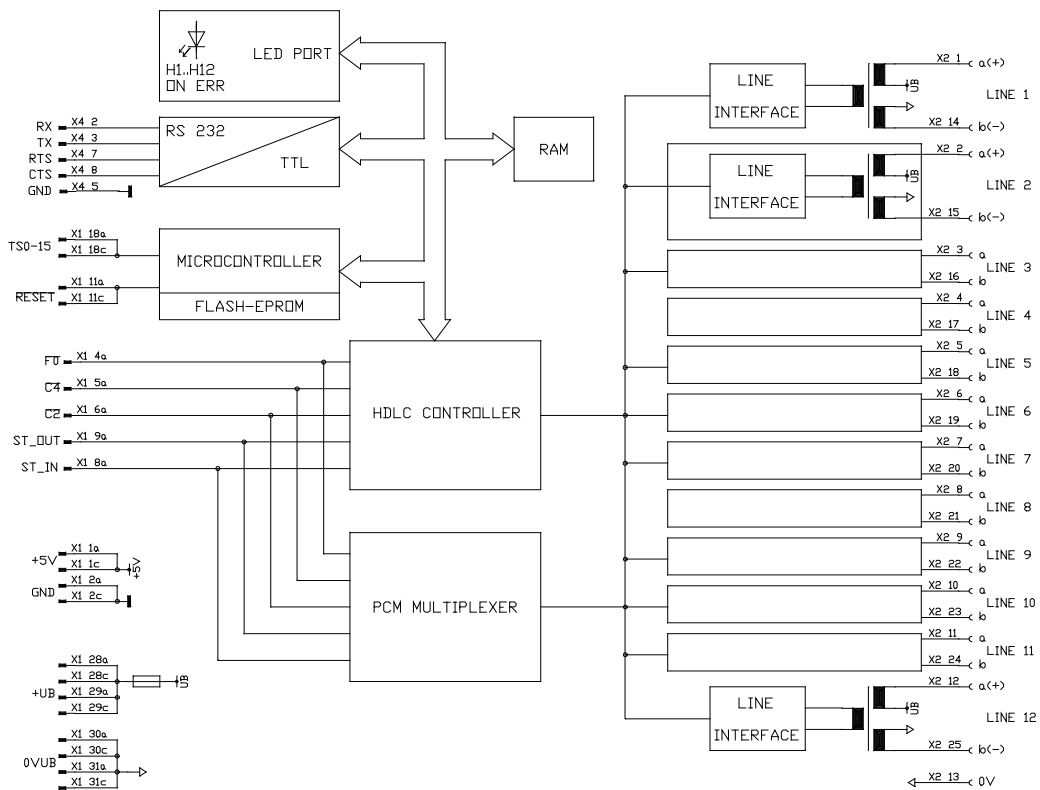 LED PORT
H1..H12
ON ERR
RS 232
TTL
RX X4 2
TX X4 3
RTS X4 7
CTS X4 8
GND X4 5
RAM
TS0-15
X1 18a
X1 18c
RESET
X1 11a
X1 11c
MICROCONTROLLER
FLASH-EPROM
F0 X1 4a
C4 X1 5a
C2 X1 6a
ST_OUT X1 9a
ST_IN X1 8a
HDLC CONTROLLER
PCM MULTIPLEXER
+5V
X1 1a
X1 1c
+5V
GND
X1 2a
X1 2c
+UB
X1 28a
X1 28c
X1 29a
X1 29c
UB
0VUB
X1 30a
X1 30c
X1 31a
X1 31c
LINE
INTERFACE
X2 1 a(+)
UB
LINE 1
X2 14 b(-)
LINE
INTERFACE
X2 2 a(+)
UB
LINE 2
X2 15 b(-)
X2 3 a
LINE 3
X2 16 b
X2 4 a
LINE 4
X2 17 b
X2 5 a
LINE 5
X2 18 b
X2 6 a
LINE 6
X2 19 b
X2 7 a
LINE 7
X2 20 b
X2 8 a
LINE 8
X2 21 b
X2 9 a
LINE 9
X2 22 b
X2 10 a
LINE 10
X2 23 b
X2 11 a
LINE 11
X2 24 b
LINE
INTERFACE
X2 12 a(+)
UB
LINE 12
X2 25 b(-)
X2 13 0V